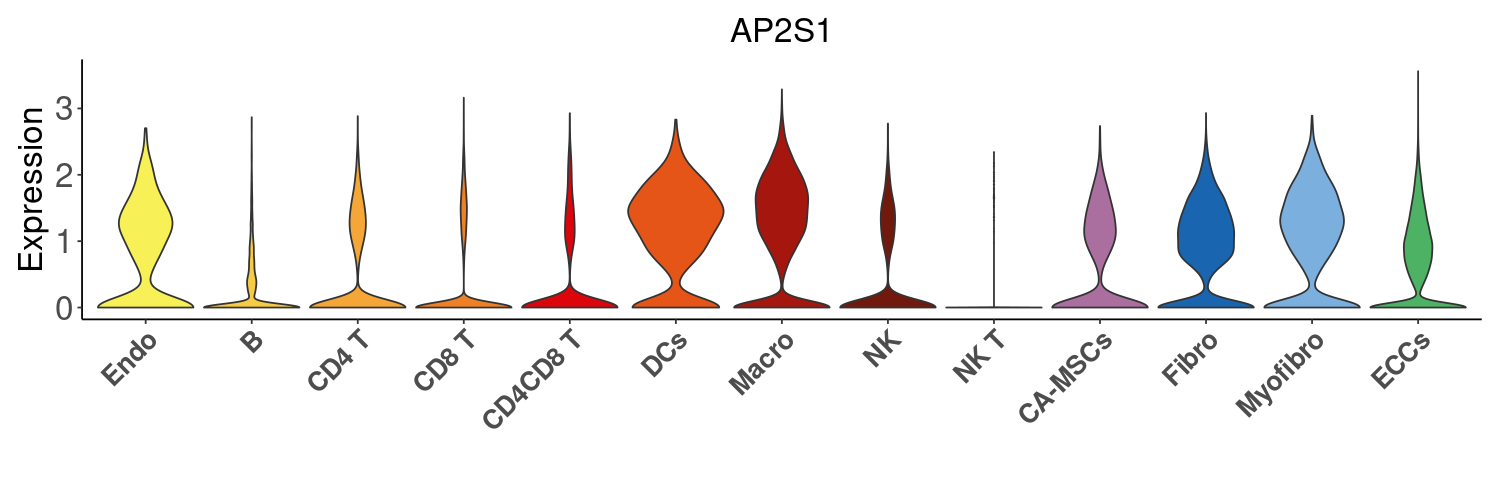 AP2S1
Expression
3
2
1
0
Endo
B
CD4 T
CD8 T
CD4CD8 T
DCs
Macro
NK
NK T
CA-MSCs
Fibro
Myofibro
ECCs